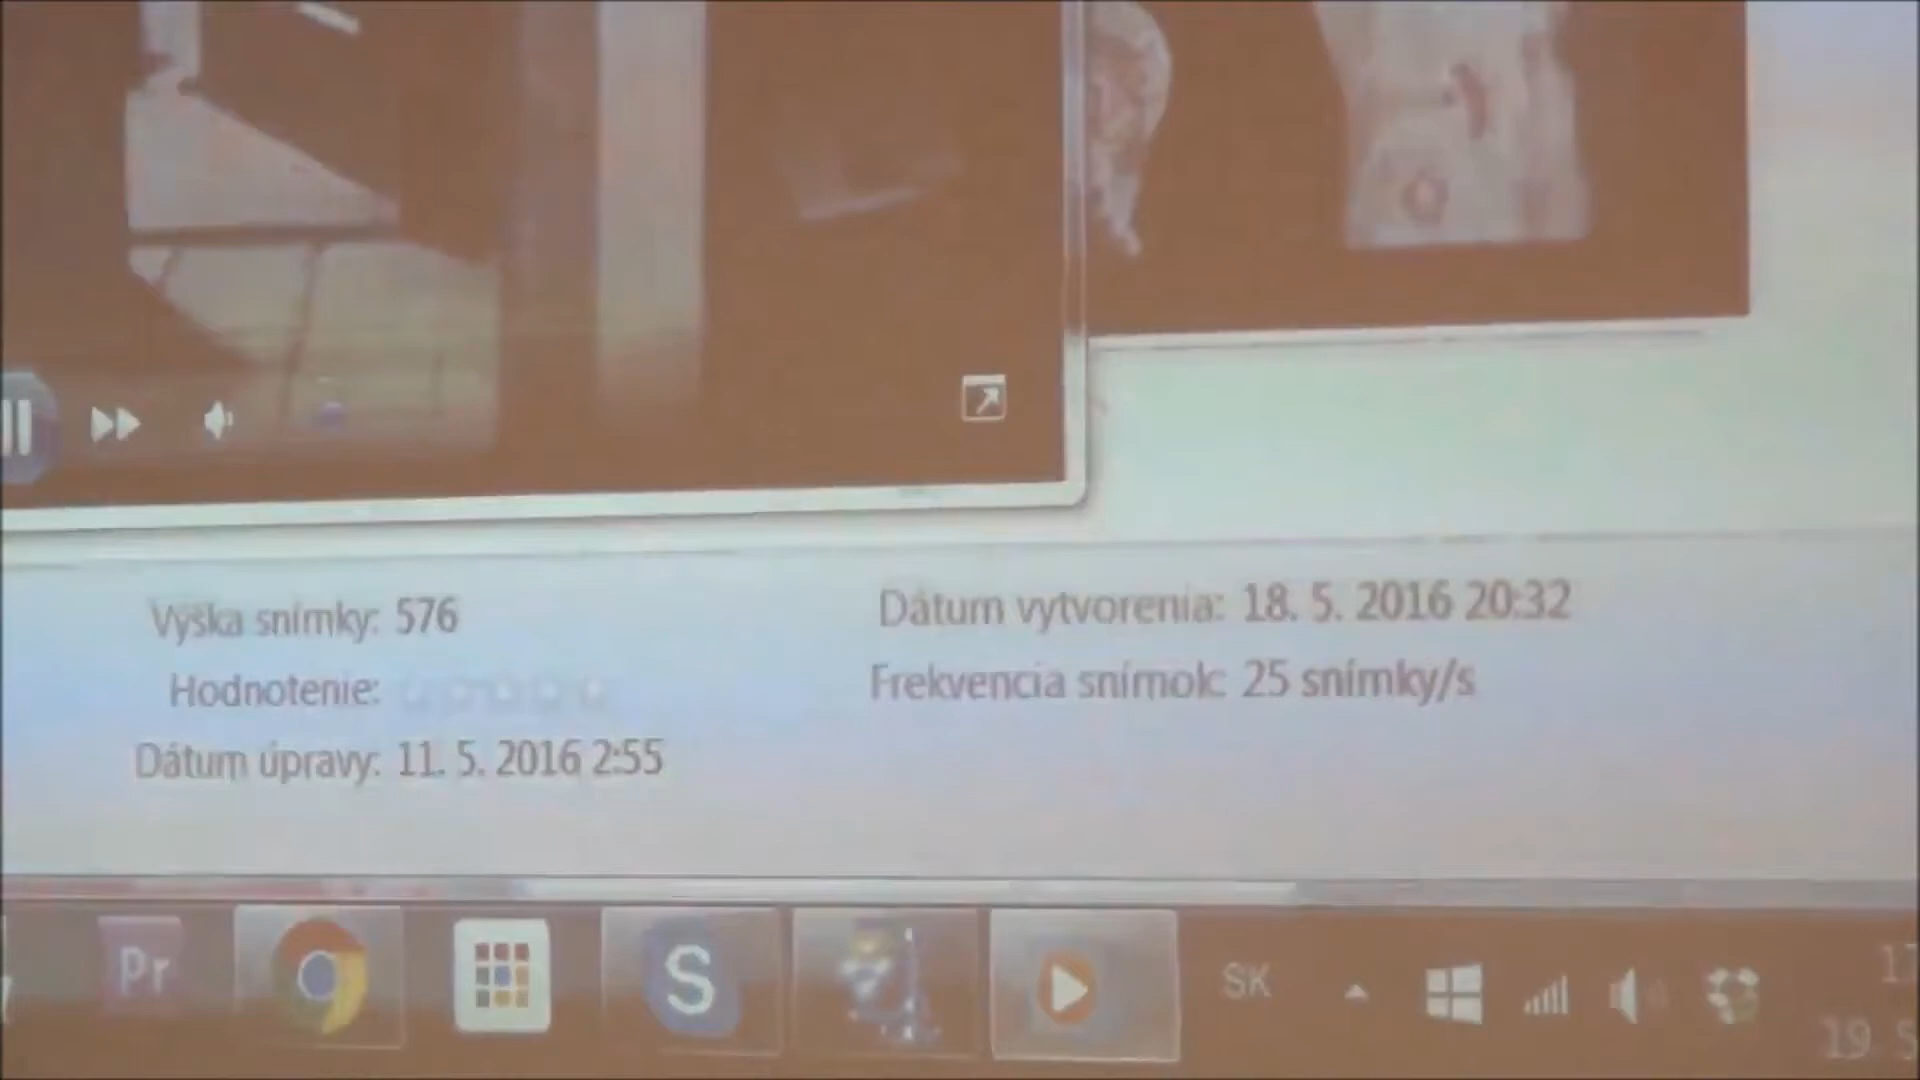 Výška snímky: 576
Dátum vytvorenia: 18. 5. 2016 20:32
Hodnotenie:
Frekvencia snímok: 25 snímky/s
Dátum úpravy: 11. 5. 2016 2:55
Pr
S
SK